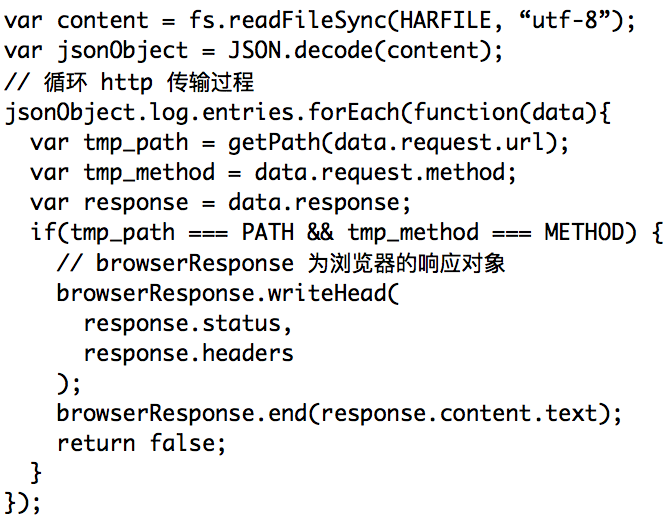 var content = fs.readFileSync(HARFILE, “utf-8”);
var jsonObject = JSON.decode(content);
// 循环 http 传输过程
jsonObject.log.entries.forEach(function(data){
  var tmp_path = getPath(data.request.url);
  var tmp_method = data.request.method;
  var response = data.response;
  if(tmp_path === PATH && tmp_method === METHOD) {
    // browserResponse 为浏览器的响应对象
    browserResponse.writeHead(
      response.status,
      response.headers
    );
    browserResponse.end(response.content.text);
    return false;
  }
});